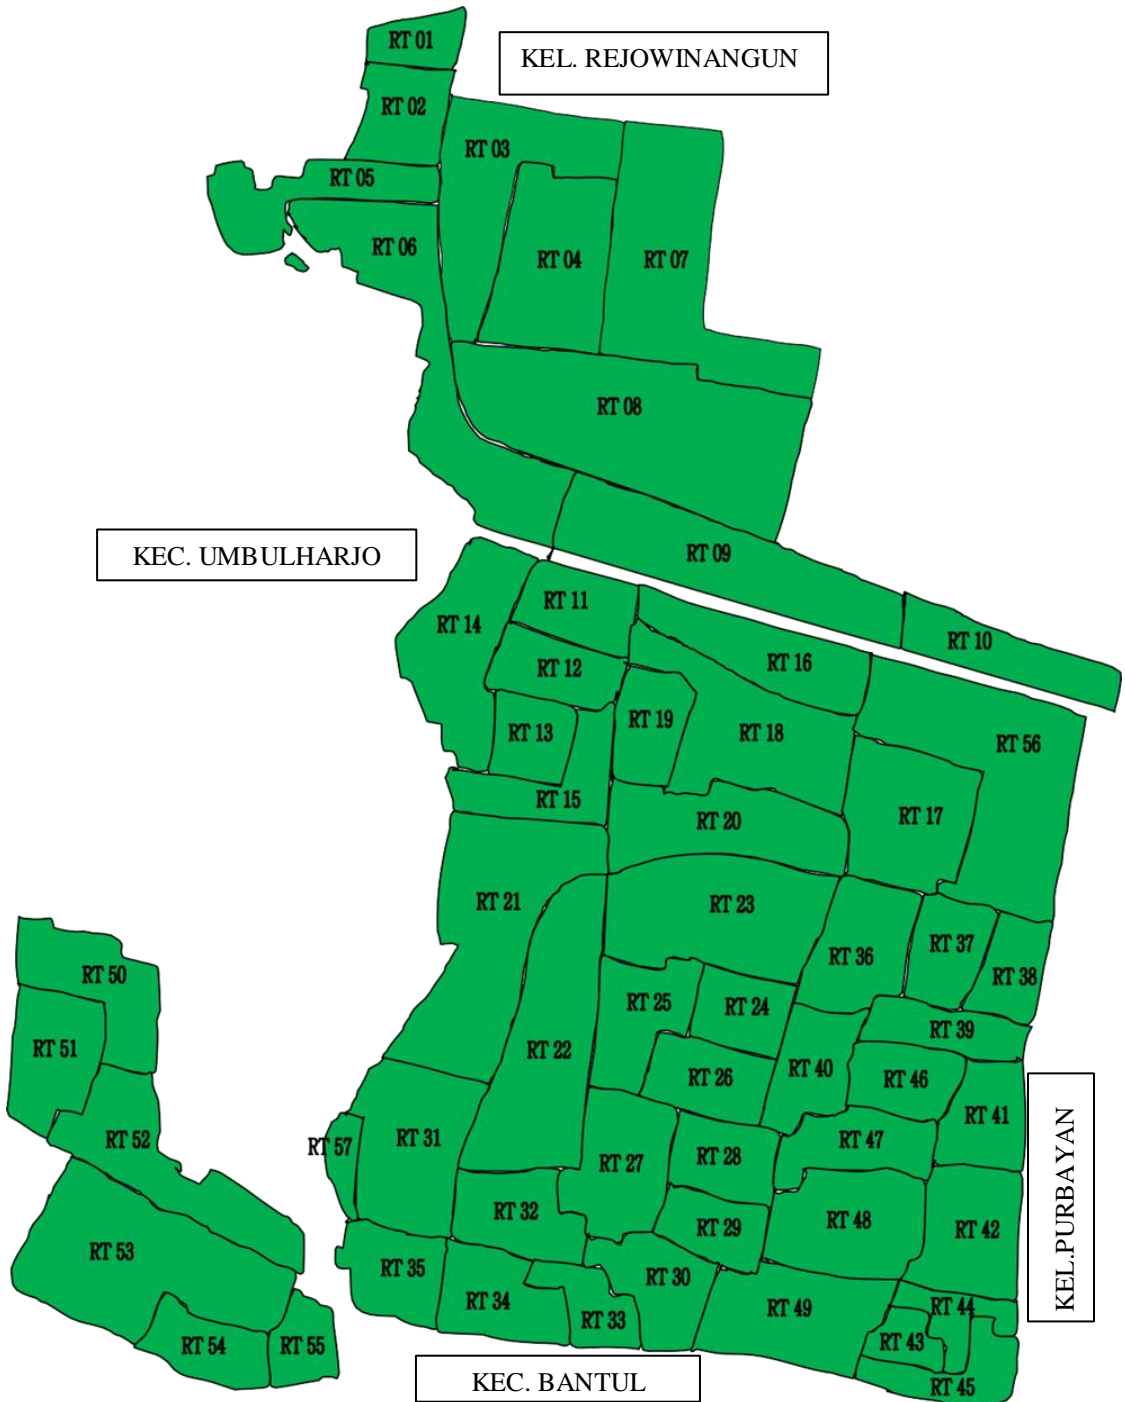 RT 01
KEL. REJOWINANGUN
RT 02
RT 03
RT 05
RT 06
RT 04
RT 07
RT 08
KEC. UMBULHARJO
RT 09
RT 11
RT 14
RT 10
RT 16
RT 12
RT 19
RT 13
RT 18
RT 56
RT 15
RT 20
RT 17
RT 21
RT 23
RT 37
RT 36
RT 50
RT 38
RT 25
RT 24
RT 39
RT 51
RT 22
RT 40
RT 26
RT 46
RT 41
RT 52
RT 57
RT 31
RT 47
RT 28
RT 27
KEL.PURBAYAN
RT 32
RT 48
RT 29
RT 42
RT 53
RT 35
RT 30
RT 34
RT 33
RT 49
RT 44
RT 43
RT 54
RT 55
KEC. BANTUL
RT 45